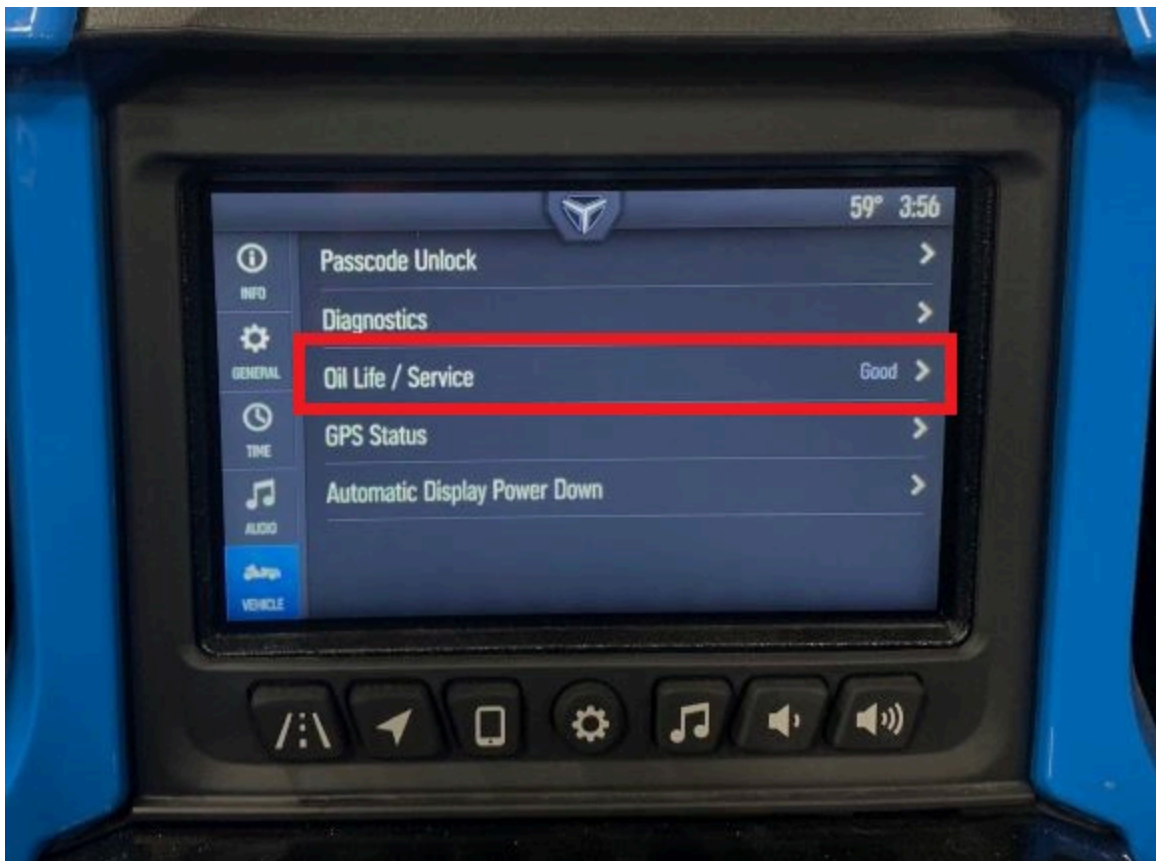 59° 3:56
INFO
GENERAL
TIME
AUDIO
VEHICLE
Passcode Unlock
Diagnostics
Oil Life / Service Good
GPS Status
Automatic Display Power Down